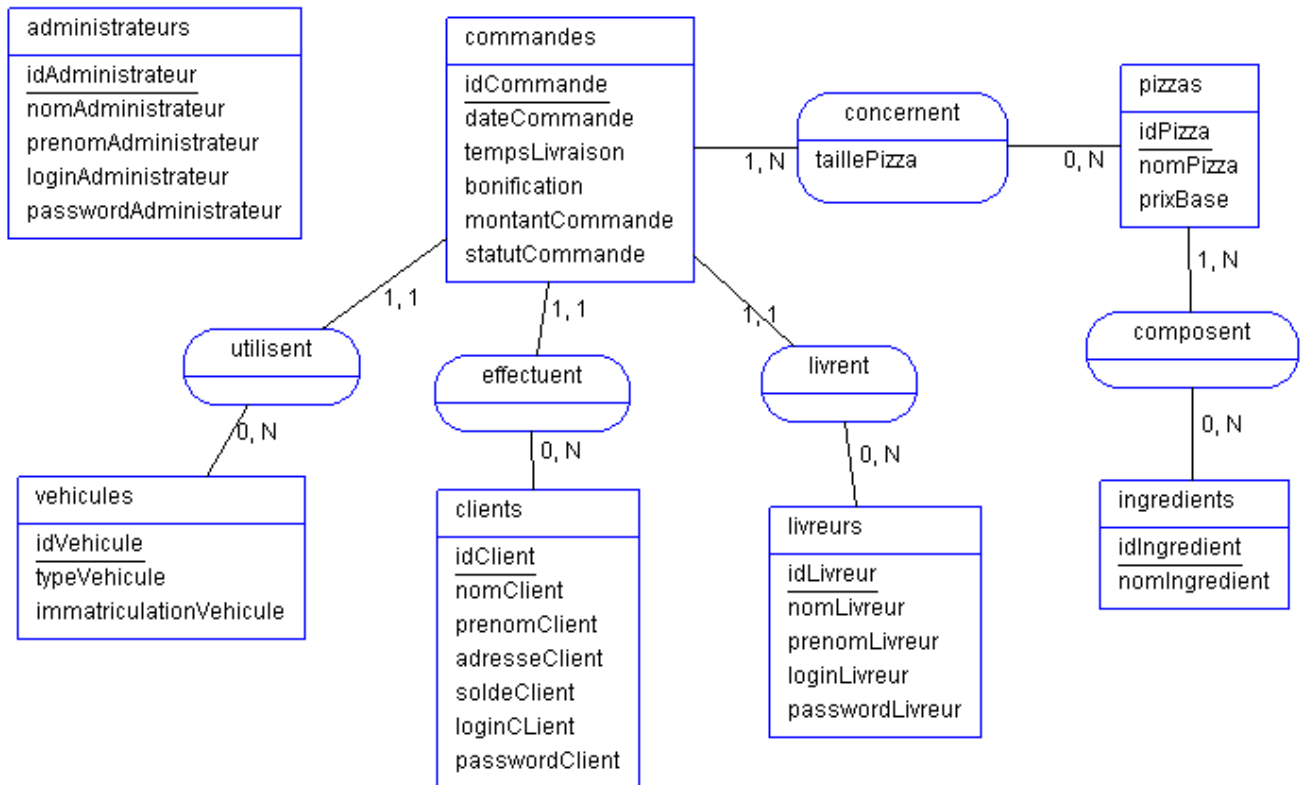 administrateurs
idAdministrateur
nomAdministrateur
prenomAdministrateur
loginAdministrateur
passwordAdministrateur
commandes
idCommande
dateCommande
tempsLivraison
bonification
montantCommande
statutCommande
1, N
concernent
taillePizza
0, N
pizzas
idPizza
nomPizza
prixBase
1, 1
utilisent
0, N
1, 1
effectuent
0, N
1, 1
livrent
0, N
1, N
composent
0, N
vehicules
idVehicule
typeVehicule
immatriculationVehicule
clients
idClient
nomClient
prenomClient
adresseClient
soldeClient
loginCLient
passwordClient
livreurs
idLivreur
nomLivreur
prenomLivreur
loginLivreur
passwordLivreur
ingredients
idIngredient
nomIngredient